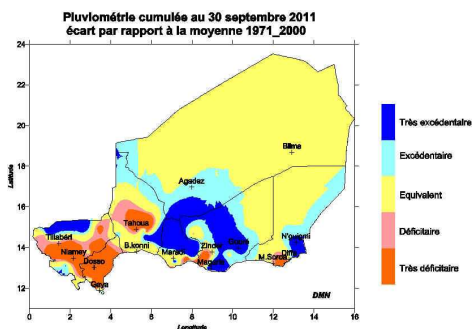 Pluviométrie cumulée au 30 septembre 2011
écart par rapport à la moyenne 1971_2000
24
22
20
18
16
14
12
Latitude
0
2
4
6
8
10
12
14
16
Longitude
Bilma
Agadez
Tahoua
Tillabéri
Niamey
Dosso
Gaya
B.konni
Maradi
Zinder
Magaria
Gouré
N'guigmi
Diffa
M.Soroa
DMN
Très excédentaire
Excédentaire
Equivalent
Déficitaire
Très déficitaire